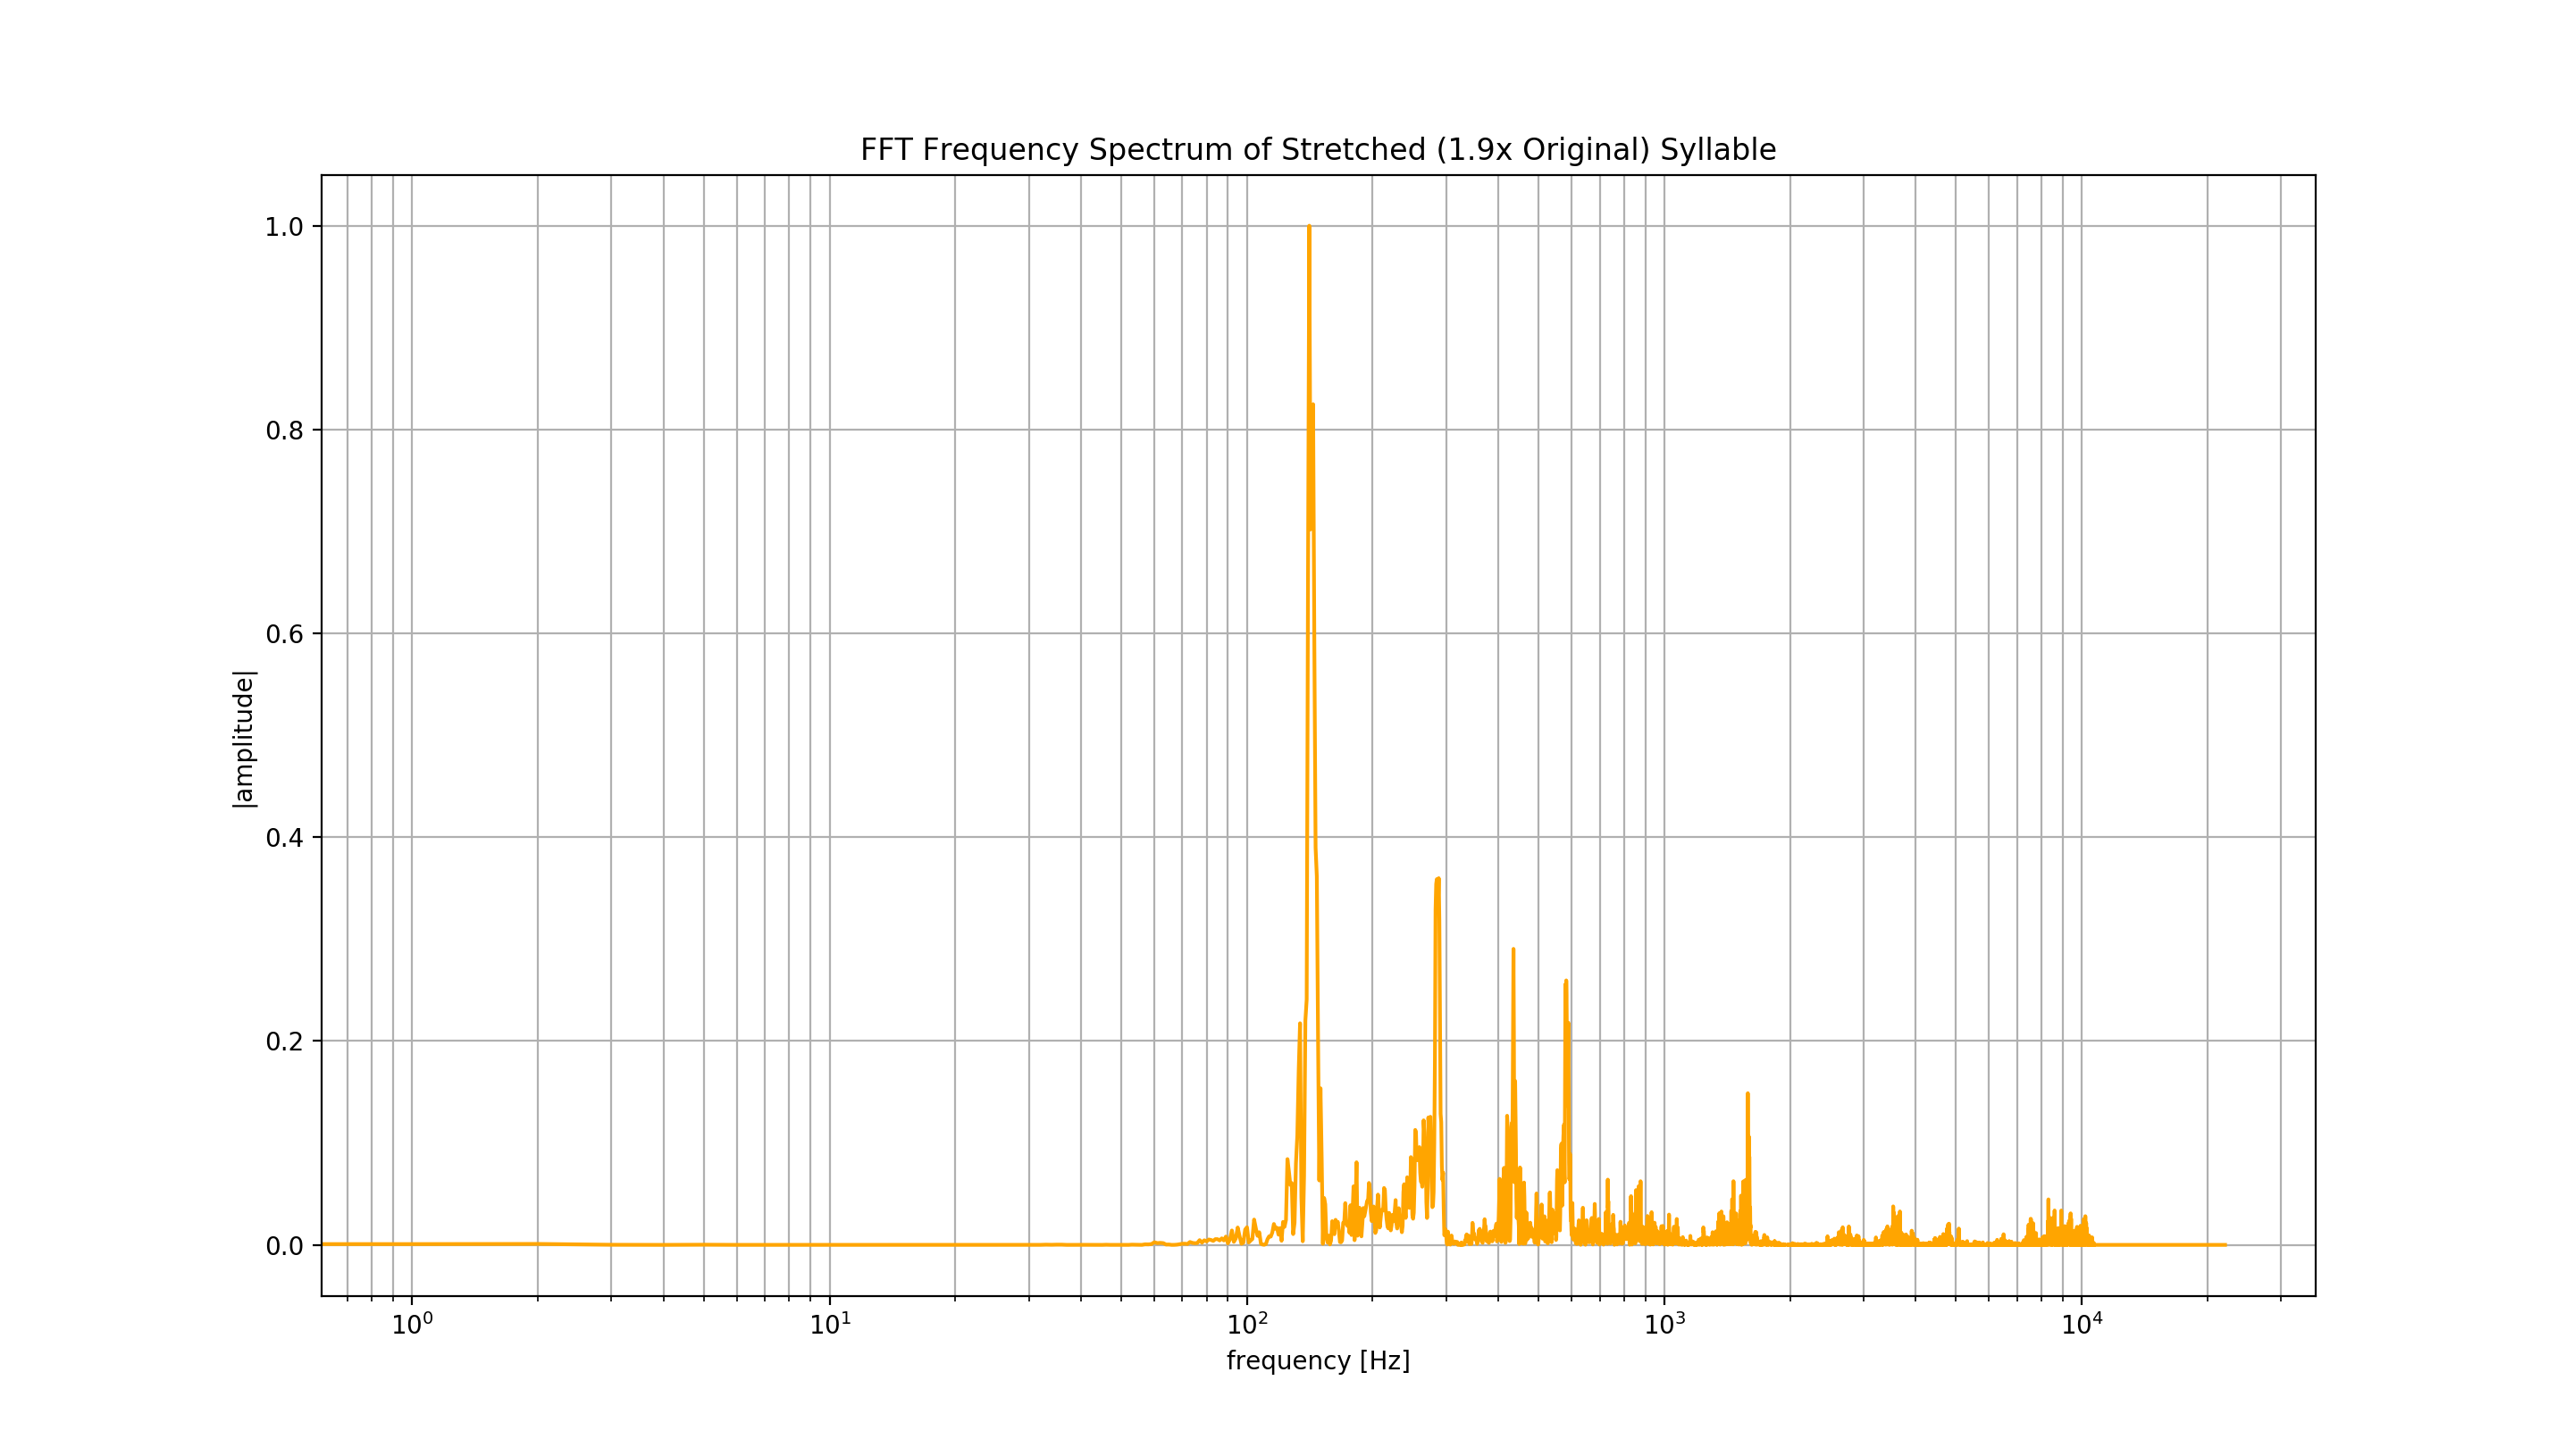 FFT Frequency Spectrum of Stretched (1.9x Original) Syllable
1.0
0.8
0.6
0.4
0.2
0.0
|amplitude|
10⁰ 10¹ 10² 10³ 10⁴
frequency [Hz]